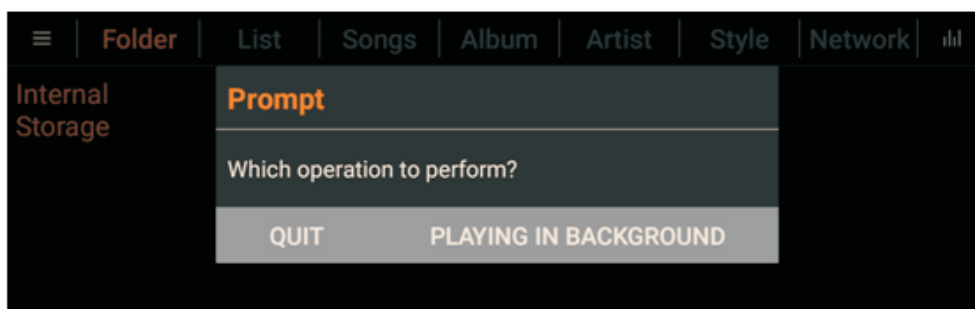 Folder List Songs Album Artist Style Network
Internal
Storage
Prompt
Which operation to perform?
QUIT PLAYING IN BACKGROUND